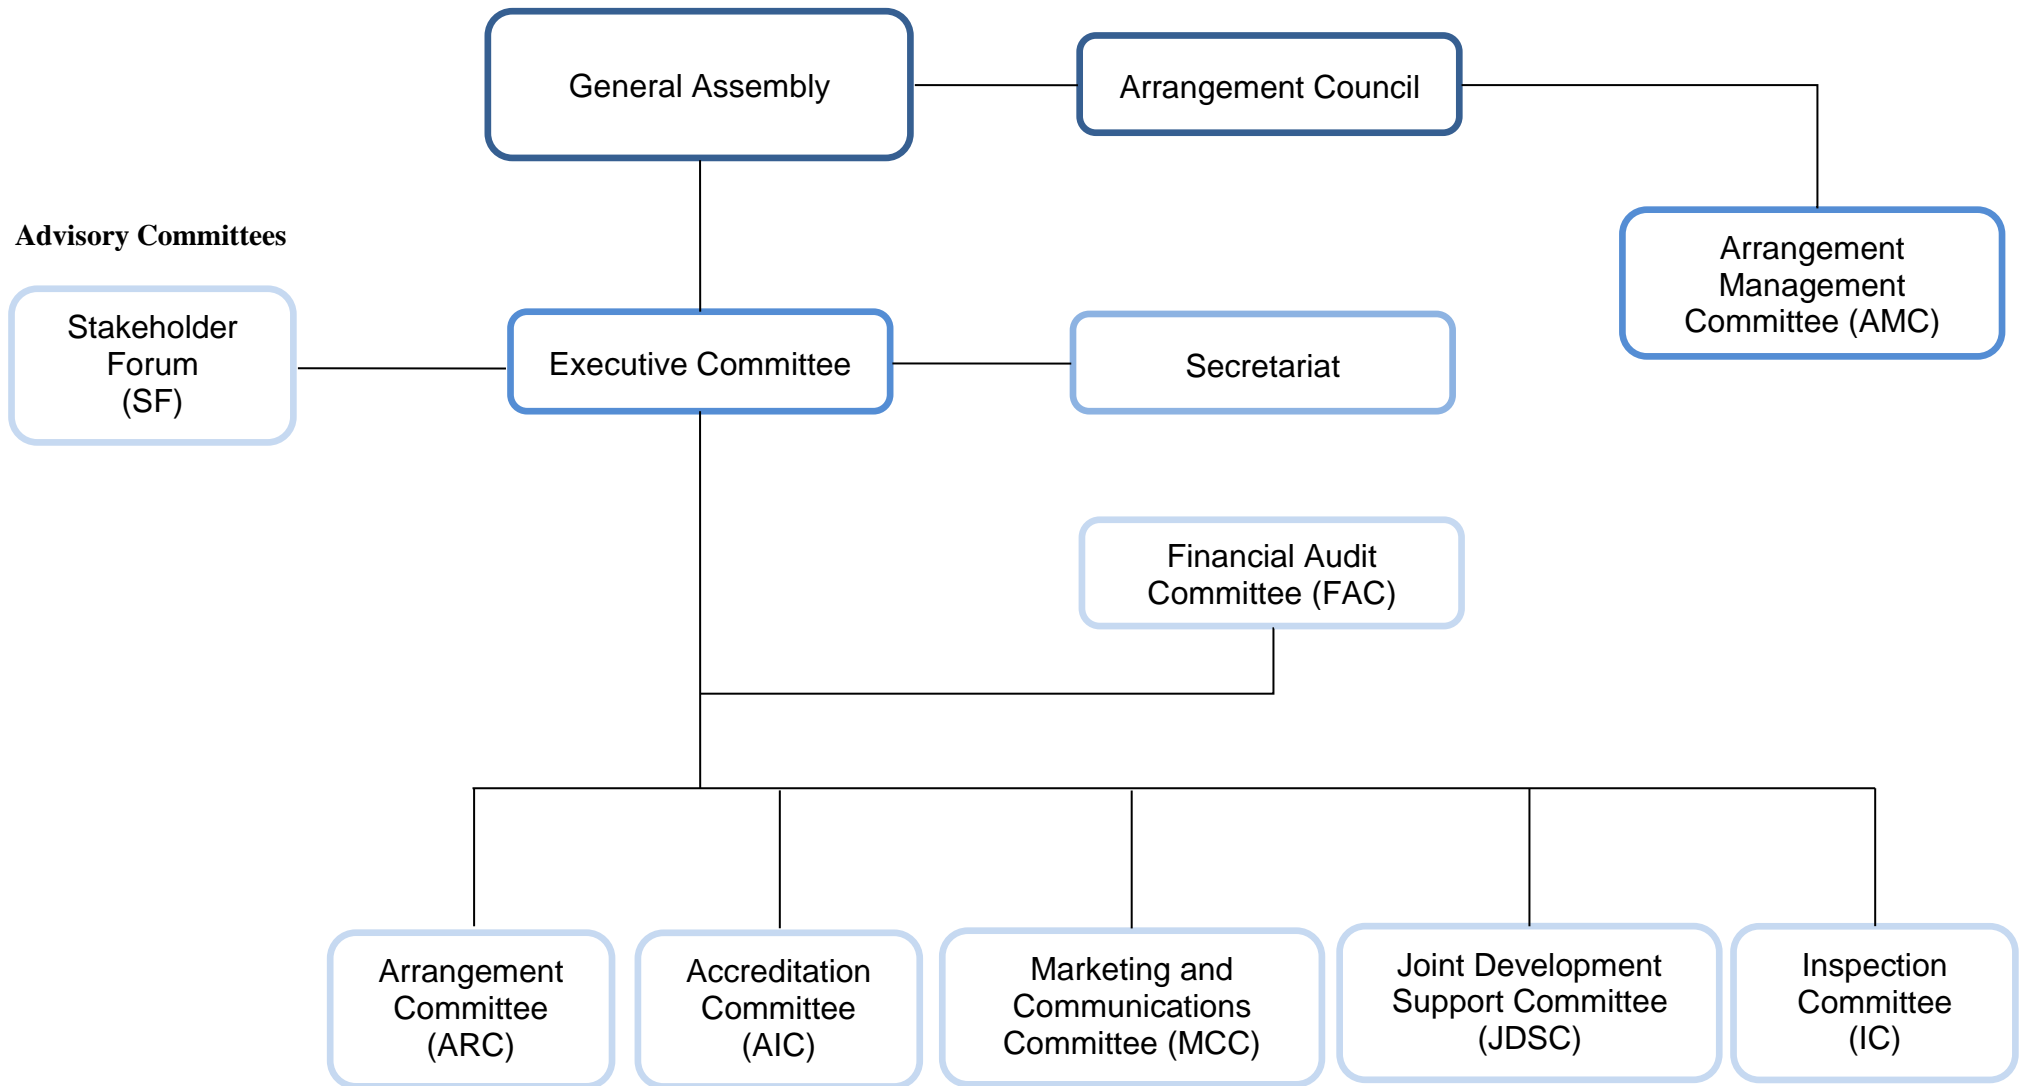 General Assembly
Arrangement Council
Advisory Committees
Arrangement
Management
Committee (AMC)
Stakeholder
Forum
(SF)
Executive Committee
Secretariat
Financial Audit
Committee (FAC)
Arrangement
Committee
(ARC)
Accreditation
Committee
(AIC)
Marketing and
Communications
Committee (MCC)
Joint Development
Support Committee
(JDSC)
Inspection
Committee
(IC)